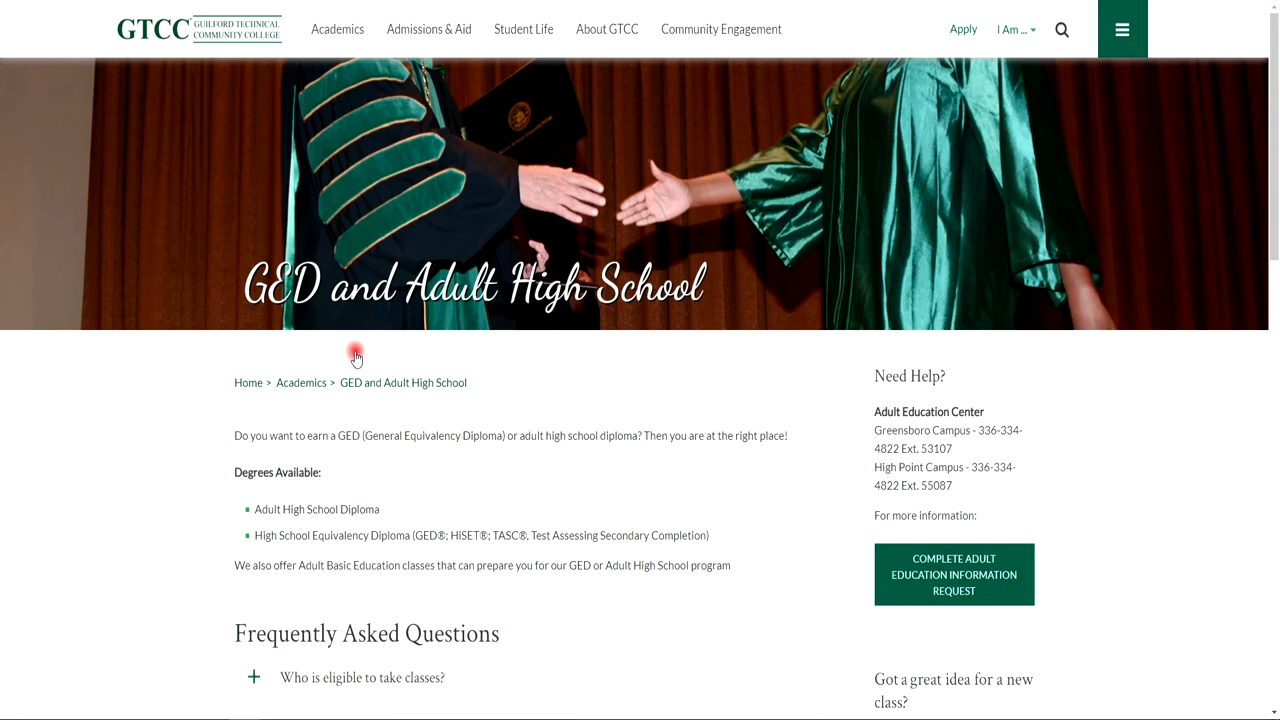 GTCC GUILFORD TECHNICAL
COMMUNITY COLLEGE
Academics Admissions & Aid Student Life About GTCC Community Engagement Apply I Am ...
GED and Adult High School
Home > Academics > GED and Adult High School
Do you want to earn a GED (General Equivalency Diploma) or adult high school diploma? Then you are at the right place!
Degrees Available:
Adult High School Diploma
High School Equivalency Diploma (GED®; HiSET®; TASC®, Test Assessing Secondary Completion)
We also offer Adult Basic Education classes that can prepare you for our GED or Adult High School program
Frequently Asked Questions
Who is eligible to take classes?
Need Help?
Adult Education Center
Greensboro Campus - 336-334-
4822 Ext. 53107
High Point Campus - 336-334-
4822 Ext. 55087
For more information:
COMPLETE ADULT
EDUCATION INFORMATION
REQUEST
Got a great idea for a new
class?